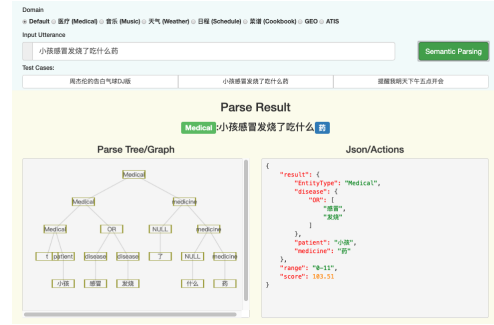 Domain
Default 医疗 (Medical) 音乐 (Music) 天气 (Weather) 日程 (Schedule) 菜谱 (Cookbook) GEO ATIS
Input Utterance
小孩感冒发烧了吃什么药
Semantic Parsing
Test Cases:
周杰伦的告白气球DJ版 小孩感冒发烧了吃什么药 提醒我明天下午五点开会
Parse Result
Medical :小孩感冒发烧了吃什么 药
Parse Tree/Graph
Medical
Medical medicine
Medical OR NULL medicine
t patient disease disease 了 NULL medicine
小孩 感冒 发烧 什么 药
Json/Actions
{
"result": {
"EntityType": "Medical",
"disease": {
"OR": [
"感冒",
"发烧"
]
},
"patient": "小孩",
"medicine": "药"
},
"range": "0-11",
"score": 103.51
}